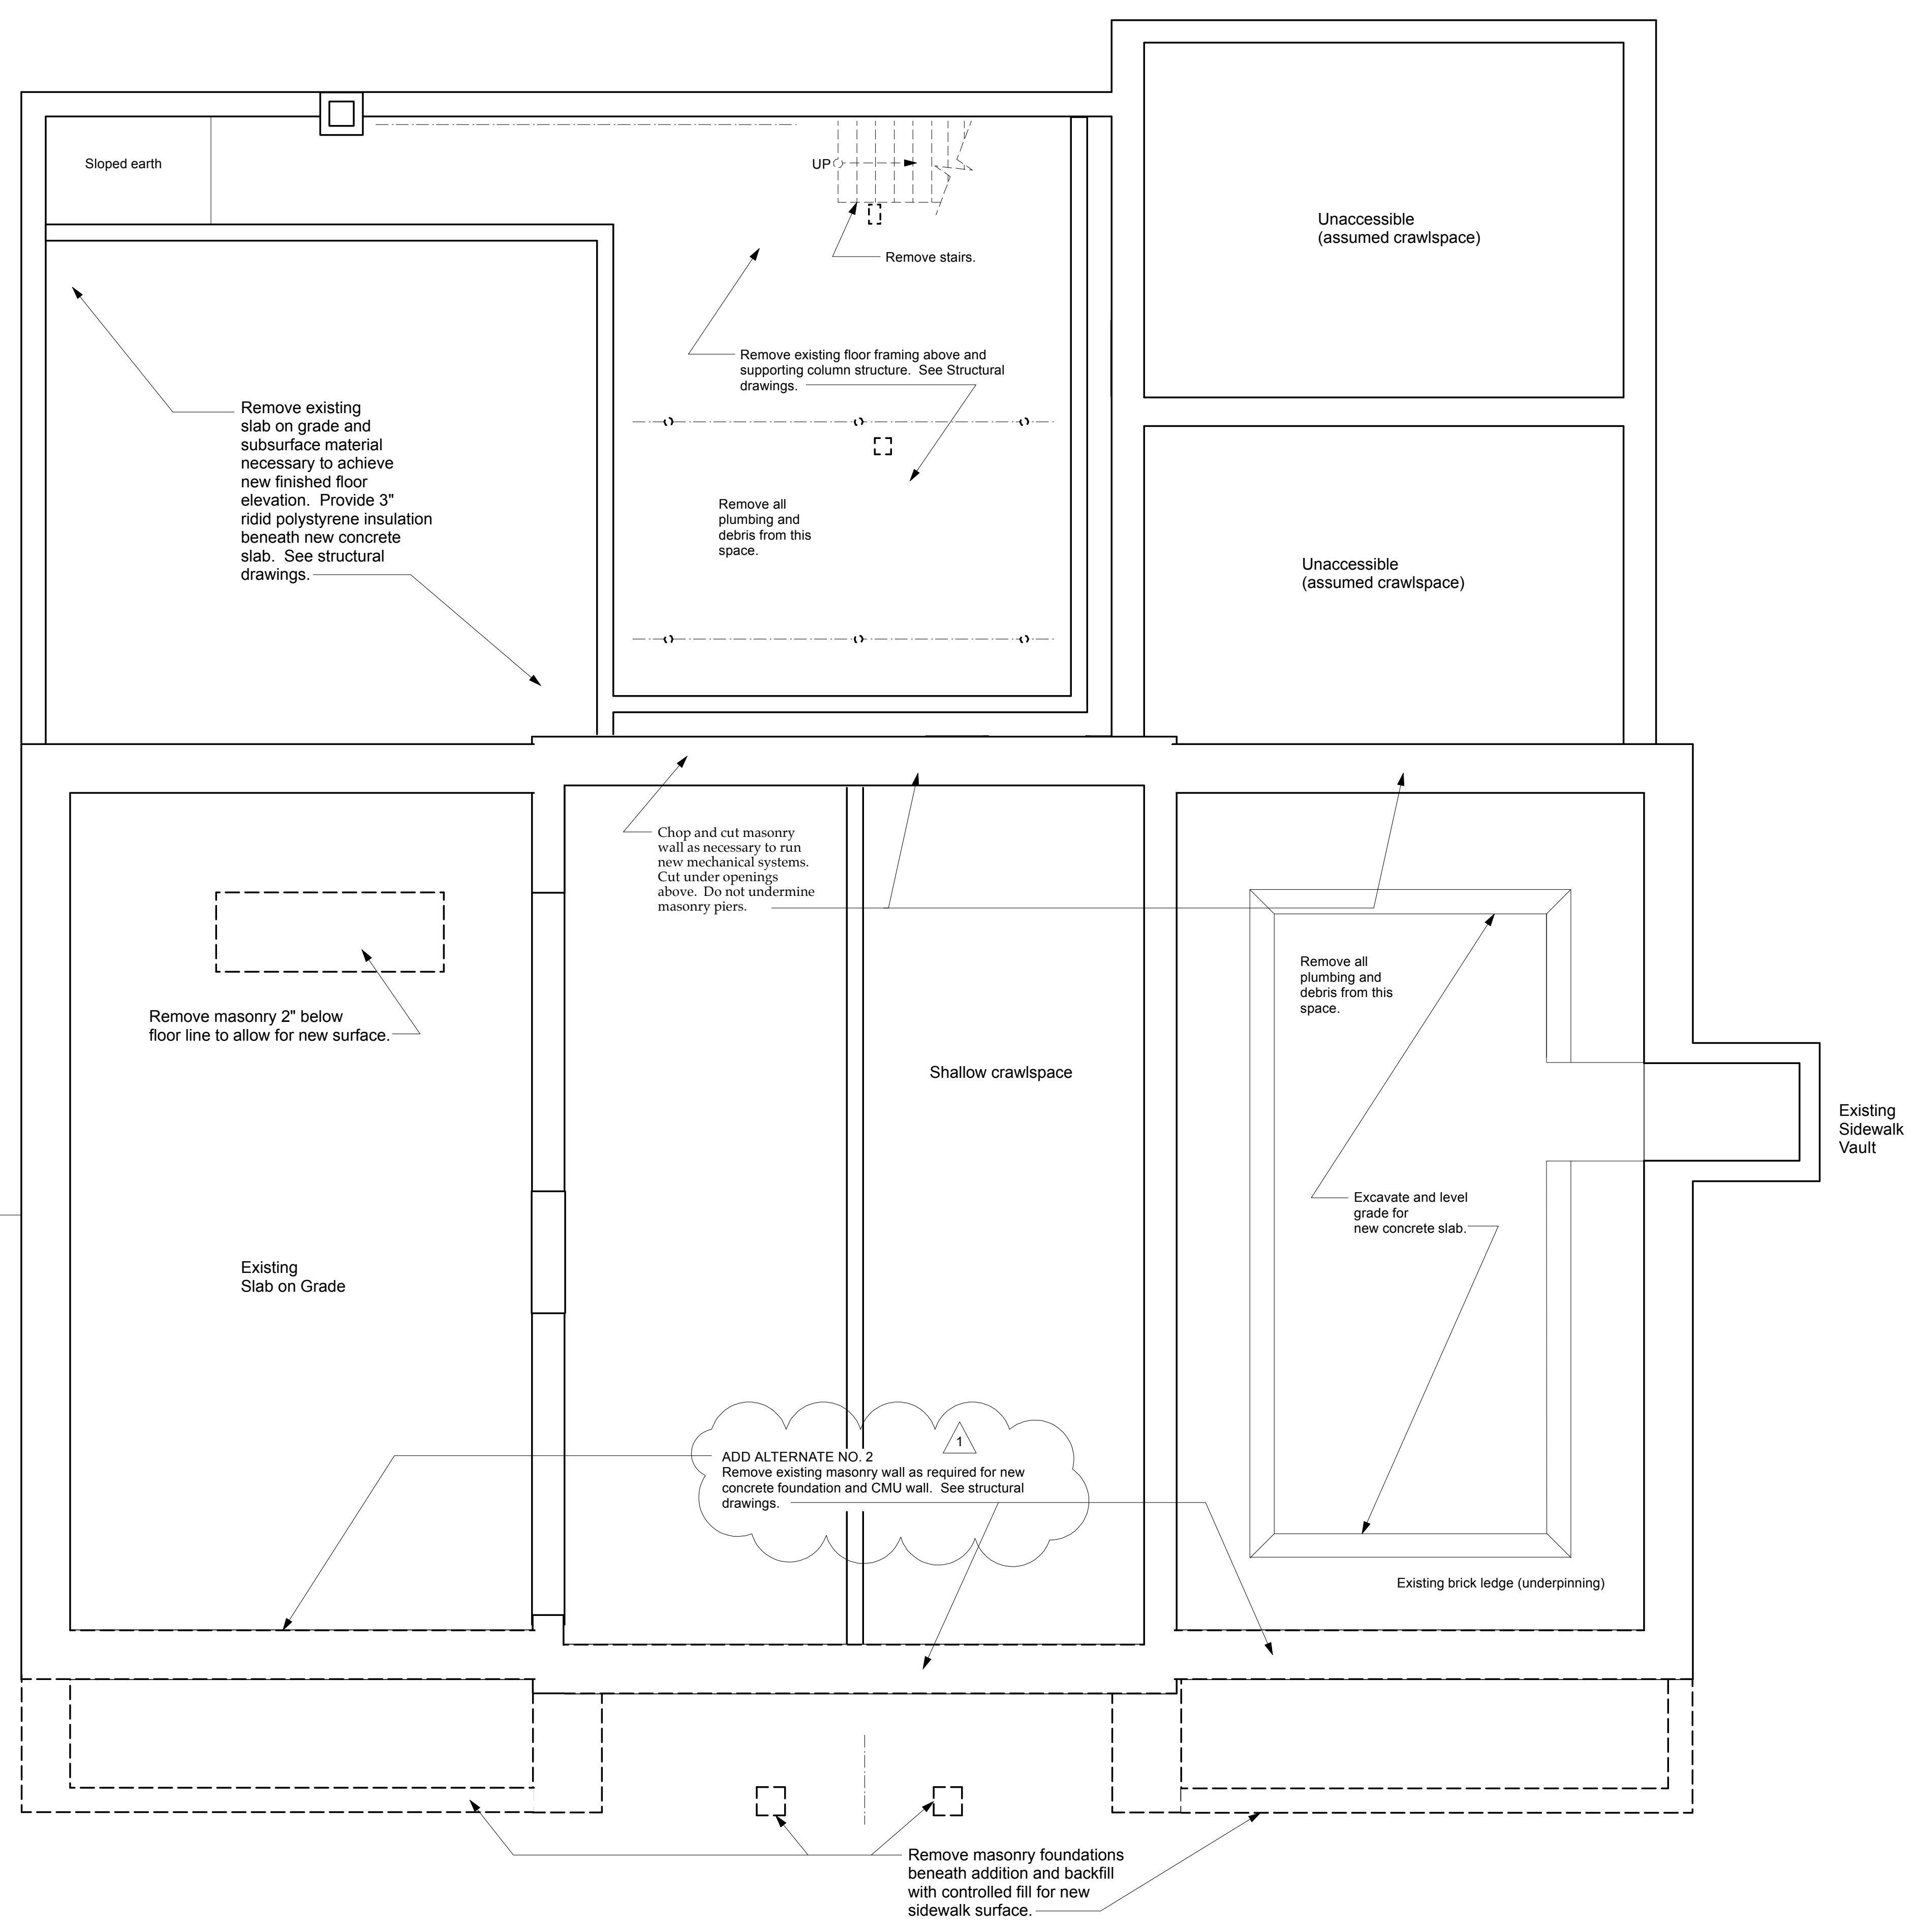 Sloped earth
UP
Remove stairs.
Unaccessible
(assumed crawlspace)
Remove existing floor framing above and
supporting column structure.  See Structural
drawings.
Remove existing
slab on grade and
subsurface material
necessary to achieve
new finished floor
elevation.  Provide 3"
ridid polystyrene insulation
beneath new concrete
slab.  See structural
drawings.
Remove all
plumbing and
debris from this
space.
Unaccessible
(assumed crawlspace)
Chop and cut masonry
wall as necessary to run
new mechanical systems.
Cut under openings
above.  Do not undermine
masonry piers.
Remove all
plumbing and
debris from this
space.
Remove masonry 2" below
floor line to allow for new surface.
Shallow crawlspace
Existing
Sidewalk
Vault
Excavate and level
grade for
new concrete slab.
Existing
Slab on Grade
1
ADD ALTERNATE NO. 2
Remove existing masonry wall as required for new
concrete foundation and CMU wall.  See structural
drawings.
Existing brick ledge (underpinning)
Remove masonry foundations
beneath addition and backfill
with controlled fill for new
sidewalk surface.